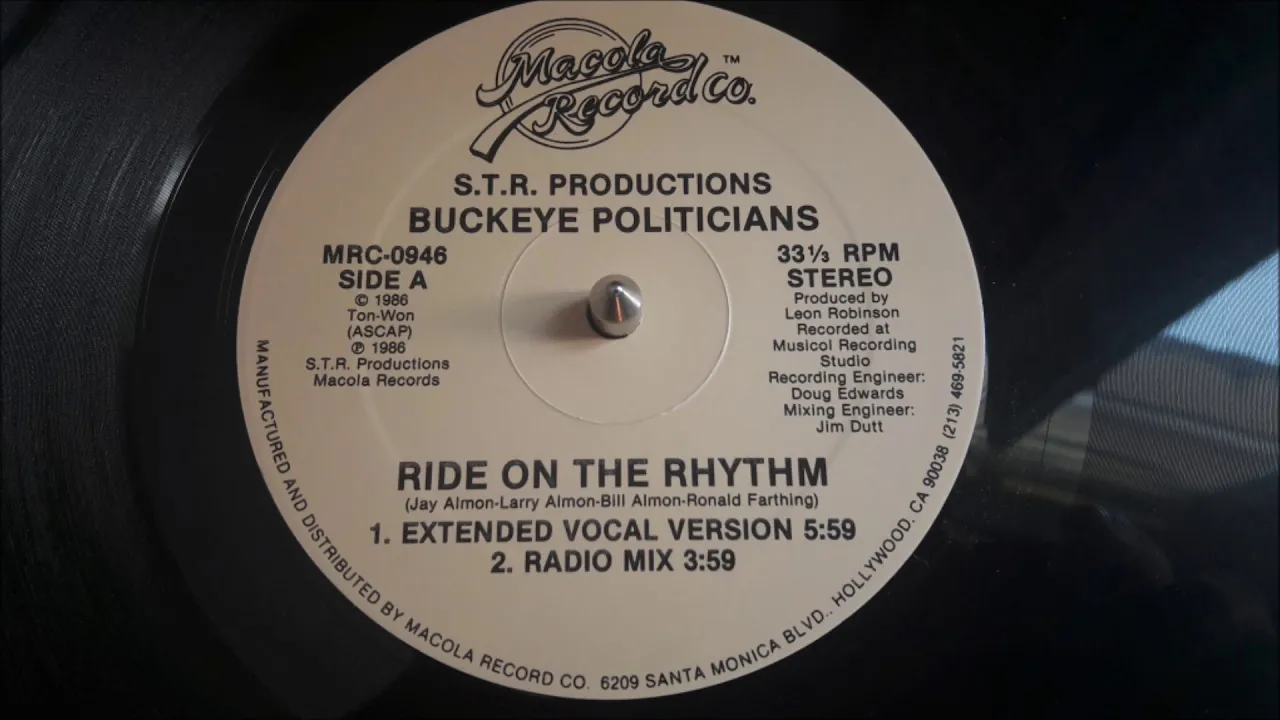 Macola ™
Record Co.
S.T.R. PRODUCTIONS
BUCKEYE POLITICIANS
MRC-0946
SIDE A
© 1986
Ton-Won
(ASCAP)
℗ 1986
S.T.R. Productions
Macola Records
33⅓ RPM
STEREO
Produced by
Leon Robinson
Recorded at
Musicol Recording
Studio
Recording Engineer:
Doug Edwards
Mixing Engineer:
Jim Dutt
RIDE ON THE RHYTHM
(Jay Almon-Larry Almon-Bill Almon-Ronald Farthing)
1. EXTENDED VOCAL VERSION 5:59
2. RADIO MIX 3:59
MANUFACTURED AND DISTRIBUTED BY MACOLA RECORD CO. 6209 SANTA MONICA BLVD., HOLLYWOOD, CA 90038 (213) 469-5821